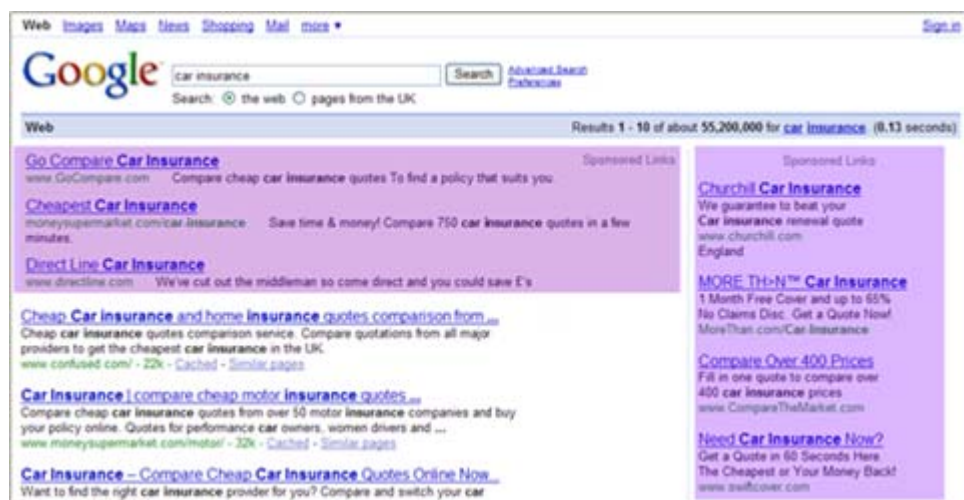 Web Images Maps News Shopping Mail more ▼
Sign in
Google
car insurance
Search
Advanced Search
Preferences
Search: the web pages from the UK
Web
Results 1 - 10 of about 55,200,000 for car insurance. (0.13 seconds)
Go Compare Car Insurance
Sponsored Links
www.GoCompare.com Compare cheap car insurance quotes To find a policy that suits you.
Cheapest Car Insurance
moneysupermarket.com/car-insurance Save time & money! Compare 750 car insurance quotes in a few
minutes.
Direct Line Car Insurance
www.directline.com We've cut out the middleman so come direct and you could save £'s
Cheap Car insurance and home insurance quotes comparison from ...
Cheap car insurance quotes comparison service. Compare quotations from all major
providers to get the cheapest car insurance in the UK.
www.confused.com/ - 22k - Cached - Similar pages
Car Insurance | compare cheap motor insurance quotes ...
Compare cheap car insurance quotes from over 50 motor insurance companies and buy
your policy online. Quotes for performance car owners, women drivers and ...
www.moneysupermarket.com/motor/ - 32k - Cached - Similar pages
Car Insurance – Compare Cheap Car Insurance Quotes Online Now...
Want to find the right car insurance provider for you? Compare and switch your car
Sponsored Links
Churchill Car Insurance
We guarantee to beat your
Car insurance renewal quote
www.churchill.com
England
MORE TH>N™ Car Insurance
1 Month Free Cover and up to 65%
No Claims Disc. Get a Quote Now!
MoreThan.com/Car-Insurance
Compare Over 400 Prices
Fill in one quote to compare over
400 car insurance prices
www.CompareTheMarket.com
Need Car Insurance Now?
Get a Quote in 60 Seconds Here.
The Cheapest or Your Money Back!
www.swiftcover.com